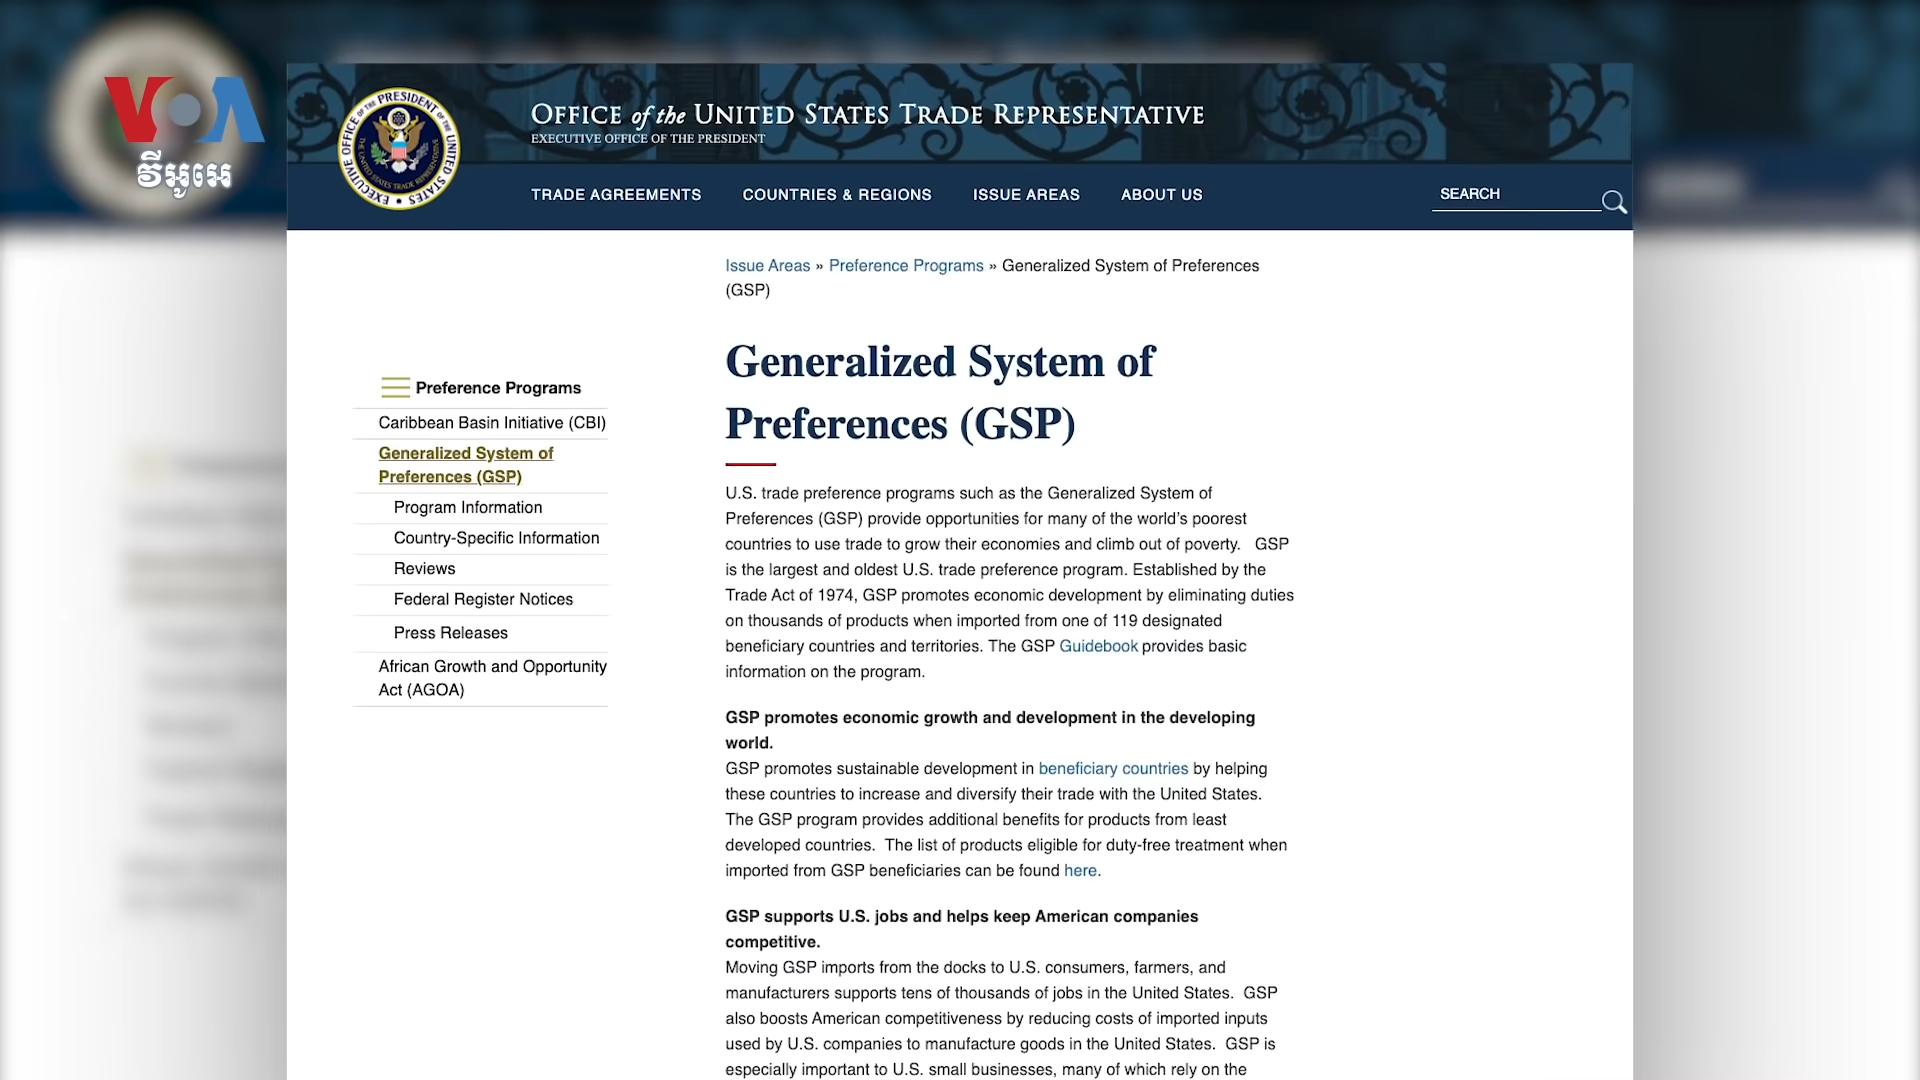 VOA
វីអូអេ
OFFICE of the UNITED STATES TRADE REPRESENTATIVE
EXECUTIVE OFFICE OF THE PRESIDENT
TRADE AGREEMENTS COUNTRIES & REGIONS ISSUE AREAS ABOUT US SEARCH
Issue Areas » Preference Programs » Generalized System of Preferences
(GSP)
Preference Programs
Caribbean Basin Initiative (CBI)
Generalized System of
Preferences (GSP)
Program Information
Country-Specific Information
Reviews
Federal Register Notices
Press Releases
African Growth and Opportunity
Act (AGOA)
Generalized System of
Preferences (GSP)
U.S. trade preference programs such as the Generalized System of
Preferences (GSP) provide opportunities for many of the world’s poorest
countries to use trade to grow their economies and climb out of poverty. GSP
is the largest and oldest U.S. trade preference program. Established by the
Trade Act of 1974, GSP promotes economic development by eliminating duties
on thousands of products when imported from one of 119 designated
beneficiary countries and territories. The GSP Guidebook provides basic
information on the program.
GSP promotes economic growth and development in the developing
world.
GSP promotes sustainable development in beneficiary countries by helping
these countries to increase and diversify their trade with the United States.
The GSP program provides additional benefits for products from least
developed countries. The list of products eligible for duty-free treatment when
imported from GSP beneficiaries can be found here.
GSP supports U.S. jobs and helps keep American companies
competitive.
Moving GSP imports from the docks to U.S. consumers, farmers, and
manufacturers supports tens of thousands of jobs in the United States. GSP
also boosts American competitiveness by reducing costs of imported inputs
used by U.S. companies to manufacture goods in the United States. GSP is
especially important to U.S. small businesses, many of which rely on the